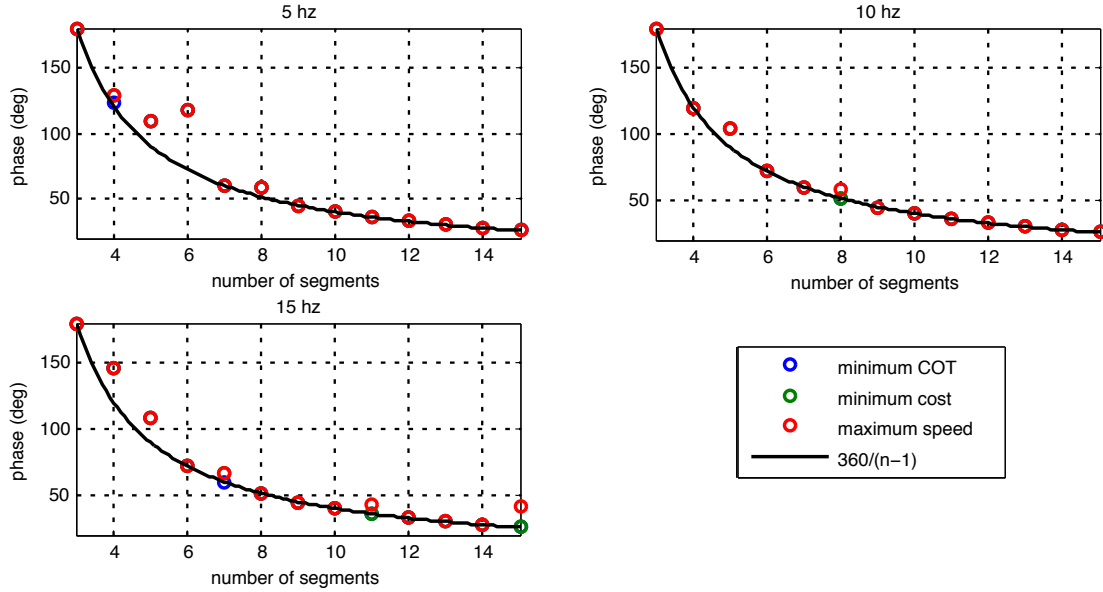 5 hz
150
100
50
phase (deg)
4 6 8 10 12 14
number of segments
10 hz
150
100
50
phase (deg)
4 6 8 10 12 14
number of segments
15 hz
150
100
50
phase (deg)
4 6 8 10 12 14
number of segments
minimum COT
minimum cost
maximum speed
360/(n−1)